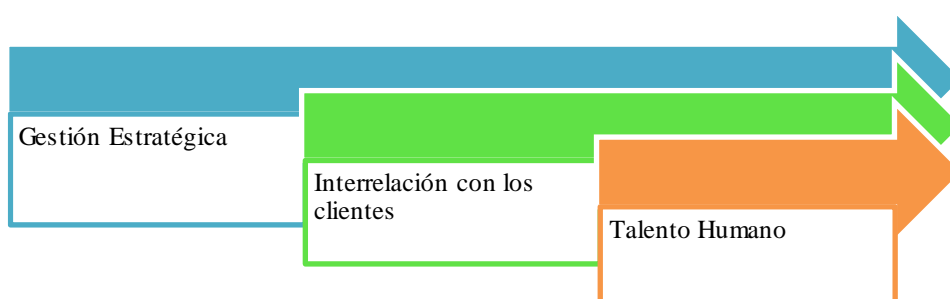 Gestión Estratégica
Interrelación con los
clientes
Talento Humano